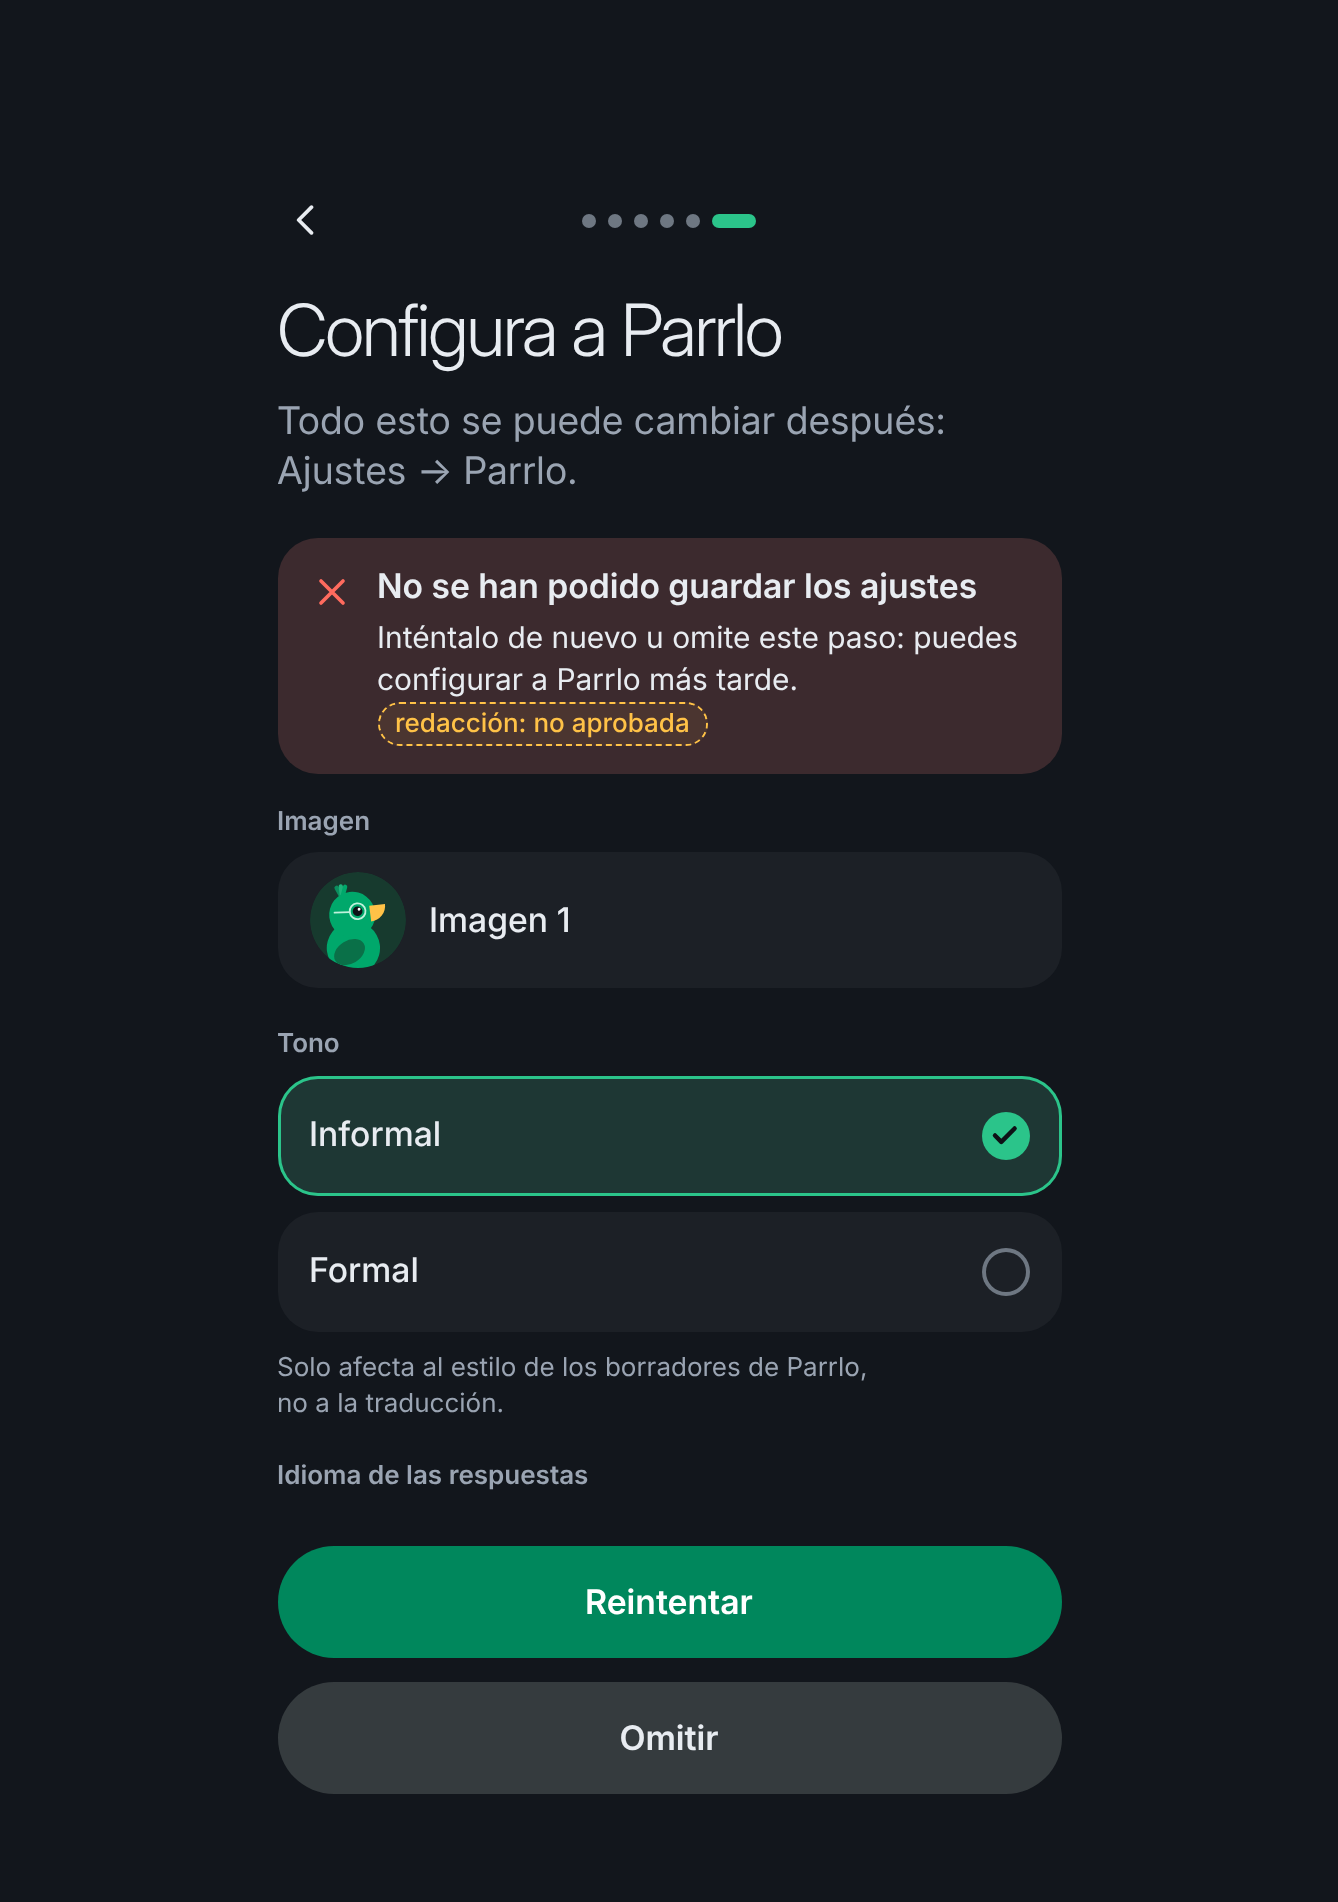 Configura a Parrlo
Todo esto se puede cambiar después:
Ajustes → Parrlo.
No se han podido guardar los ajustes
Inténtalo de nuevo u omite este paso: puedes
configurar a Parrlo más tarde.
redacción: no aprobada
Imagen
Imagen 1
Tono
Informal
Formal
Solo afecta al estilo de los borradores de Parrlo,
no a la traducción.
Idioma de las respuestas
Reintentar
Omitir